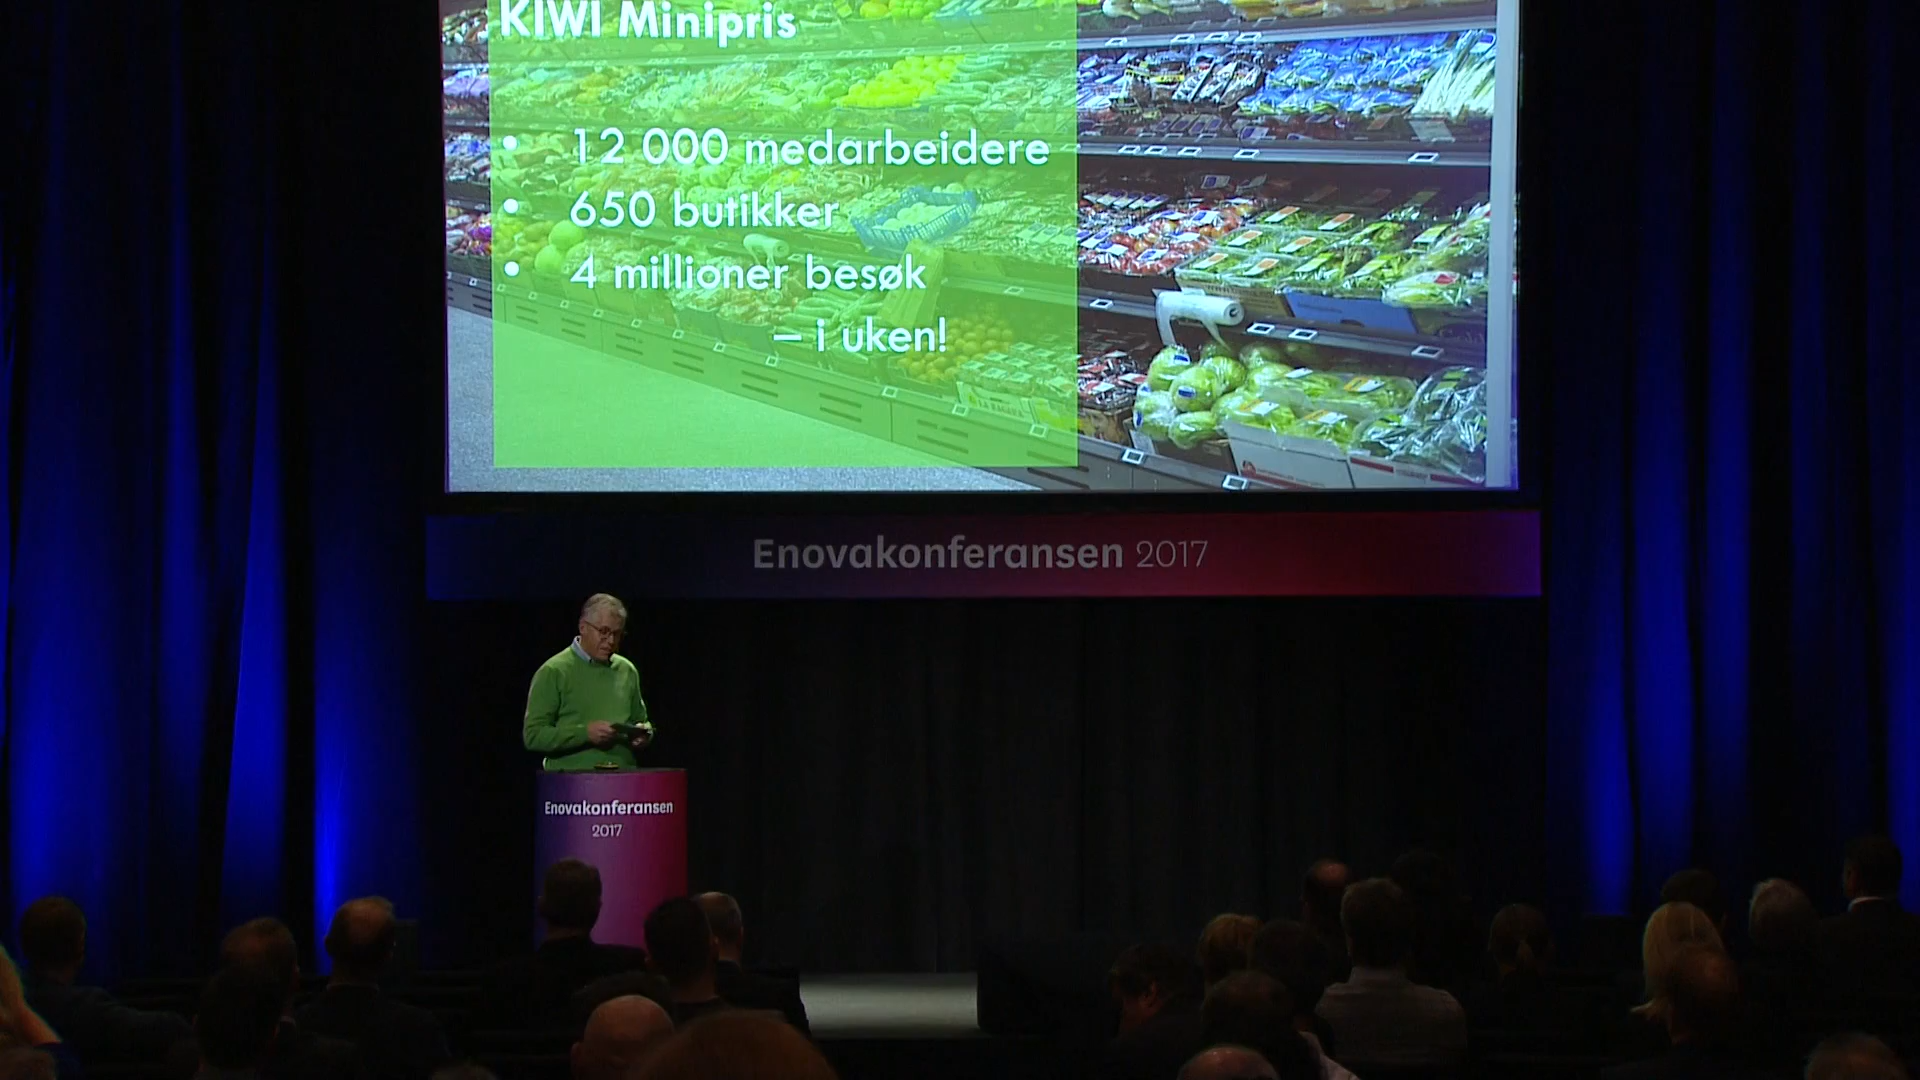 KIWI Minipris
• 12 000 medarbeidere
• 650 butikker
• 4 millioner besøk
– i uken!
Enovakonferansen 2017
Enovakonferansen
2017